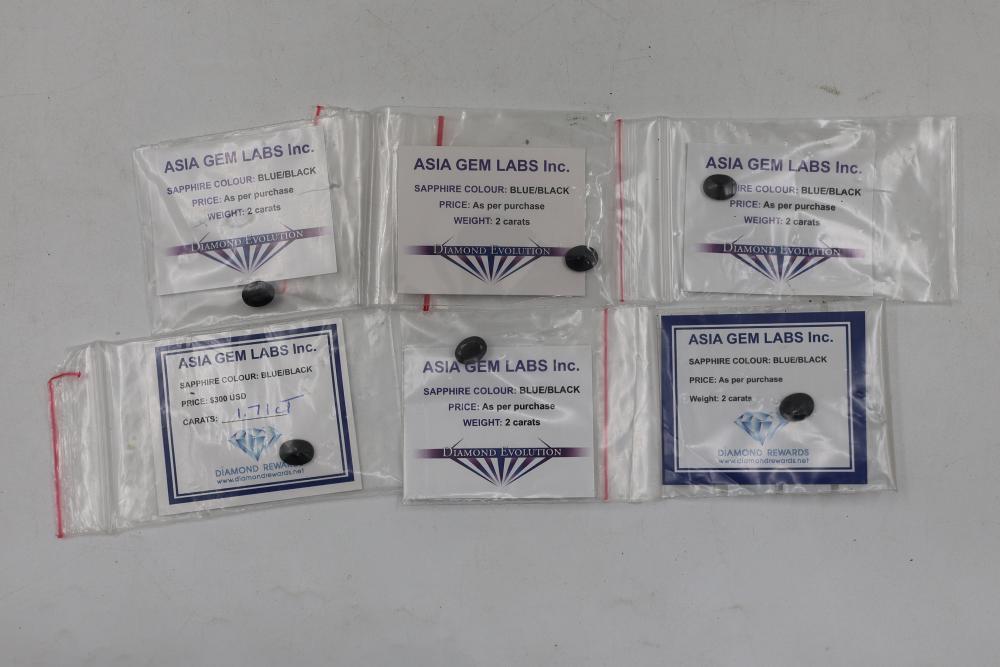 ASIA GEM LABS Inc.
SAPPHIRE COLOUR: BLUE/BLACK
PRICE: As per purchase
WEIGHT: 2 carats
DIAMOND EVOLUTION
ASIA GEM LABS Inc.
SAPPHIRE COLOUR: BLUE/BLACK
PRICE: As per purchase
WEIGHT: 2 carats
DIAMOND EVOLUTION
ASIA GEM LABS Inc.
IRE COLOUR: BLUE/BLACK
PRICE: As per purchase
WEIGHT: 2 carats
DIAMOND EVOLUTION
ASIA GEM LABS Inc.
SAPPHIRE COLOUR: BLUE/BLACK
PRICE: $300 USD
CARATS: 1.71 CT
DIAMOND REWARDS
www.diamondrewards.net
ASIA GEM LABS Inc.
SAPPHIRE COLOUR: BLUE/BLACK
PRICE: As per purchase
WEIGHT: 2 carats
DIAMOND EVOLUTION
ASIA GEM LABS Inc.
SAPPHIRE COLOUR: BLUE/BLACK
PRICE: As per purchase
Weight: 2 carats
DIAMOND REWARDS
www.diamondrewards.net